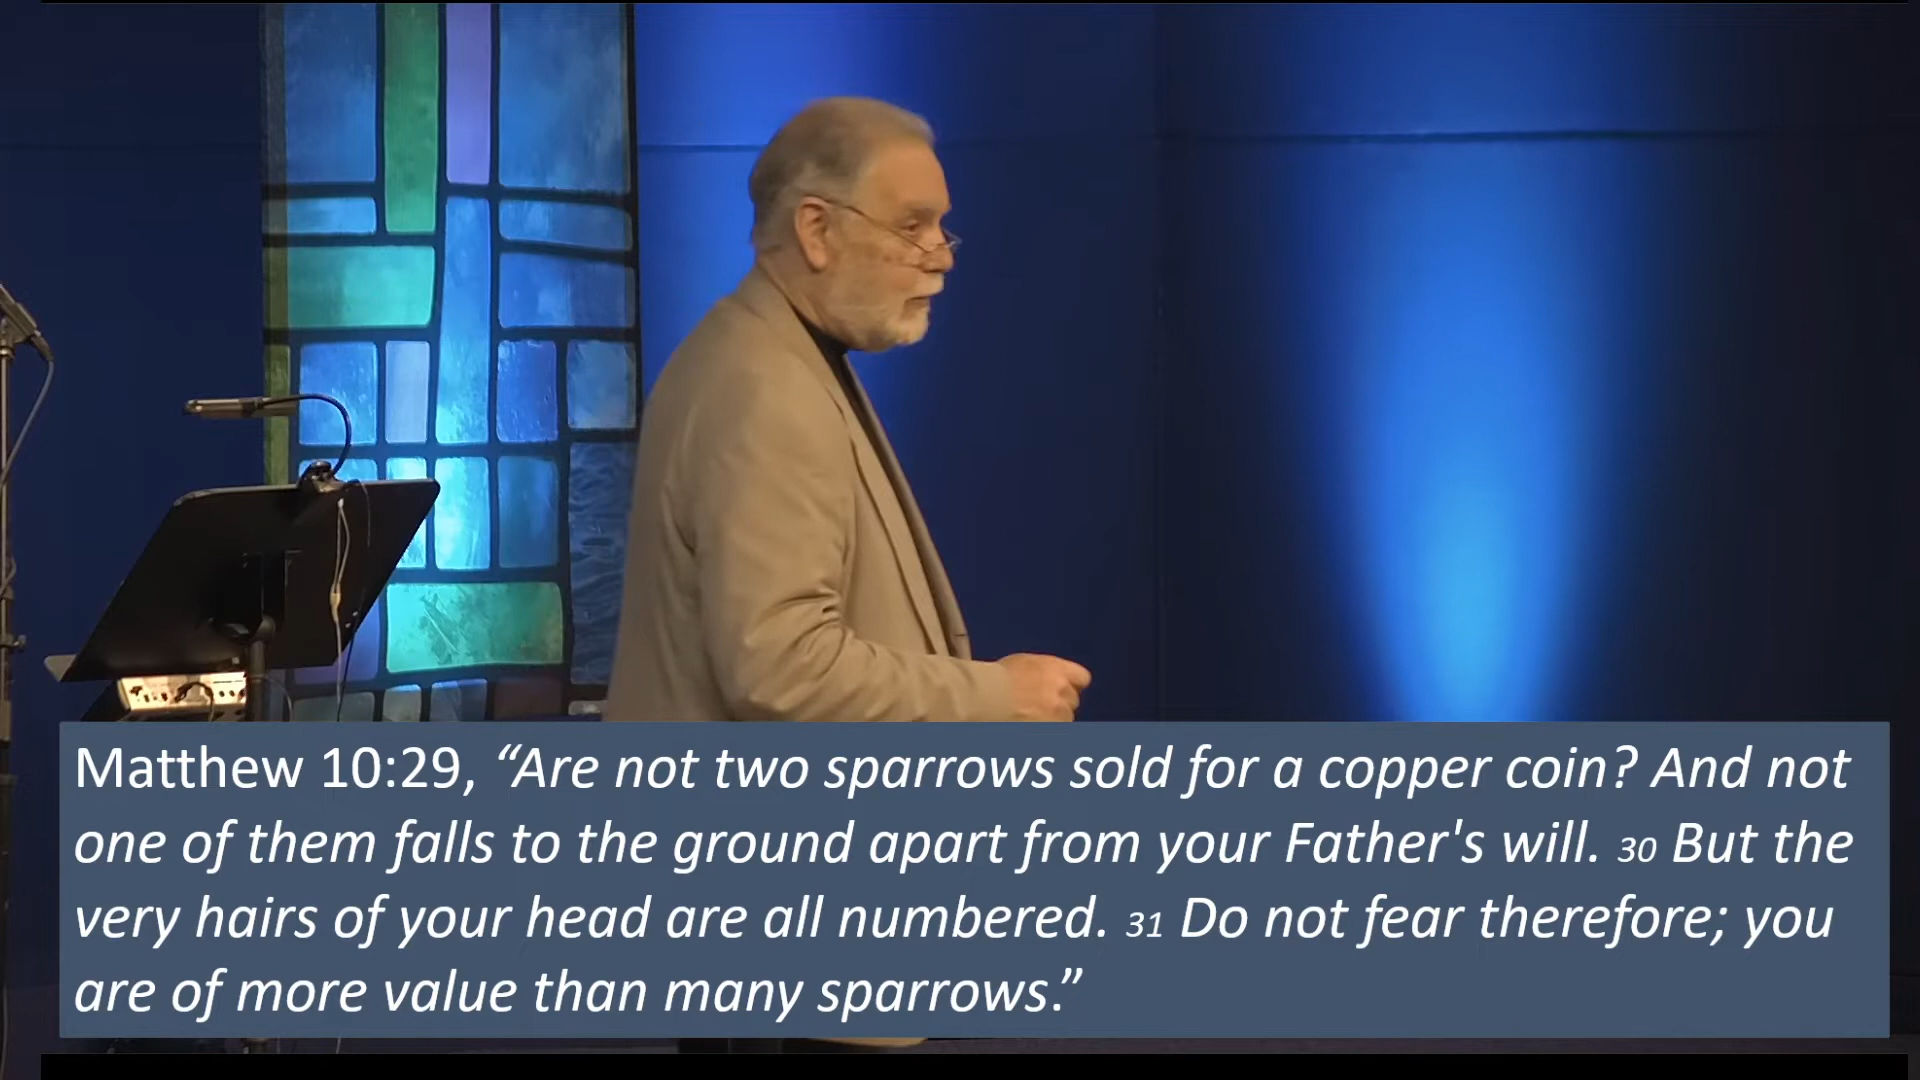 Matthew 10:29, “Are not two sparrows sold for a copper coin? And not
one of them falls to the ground apart from your Father's will. 30 But the
very hairs of your head are all numbered. 31 Do not fear therefore; you
are of more value than many sparrows.”